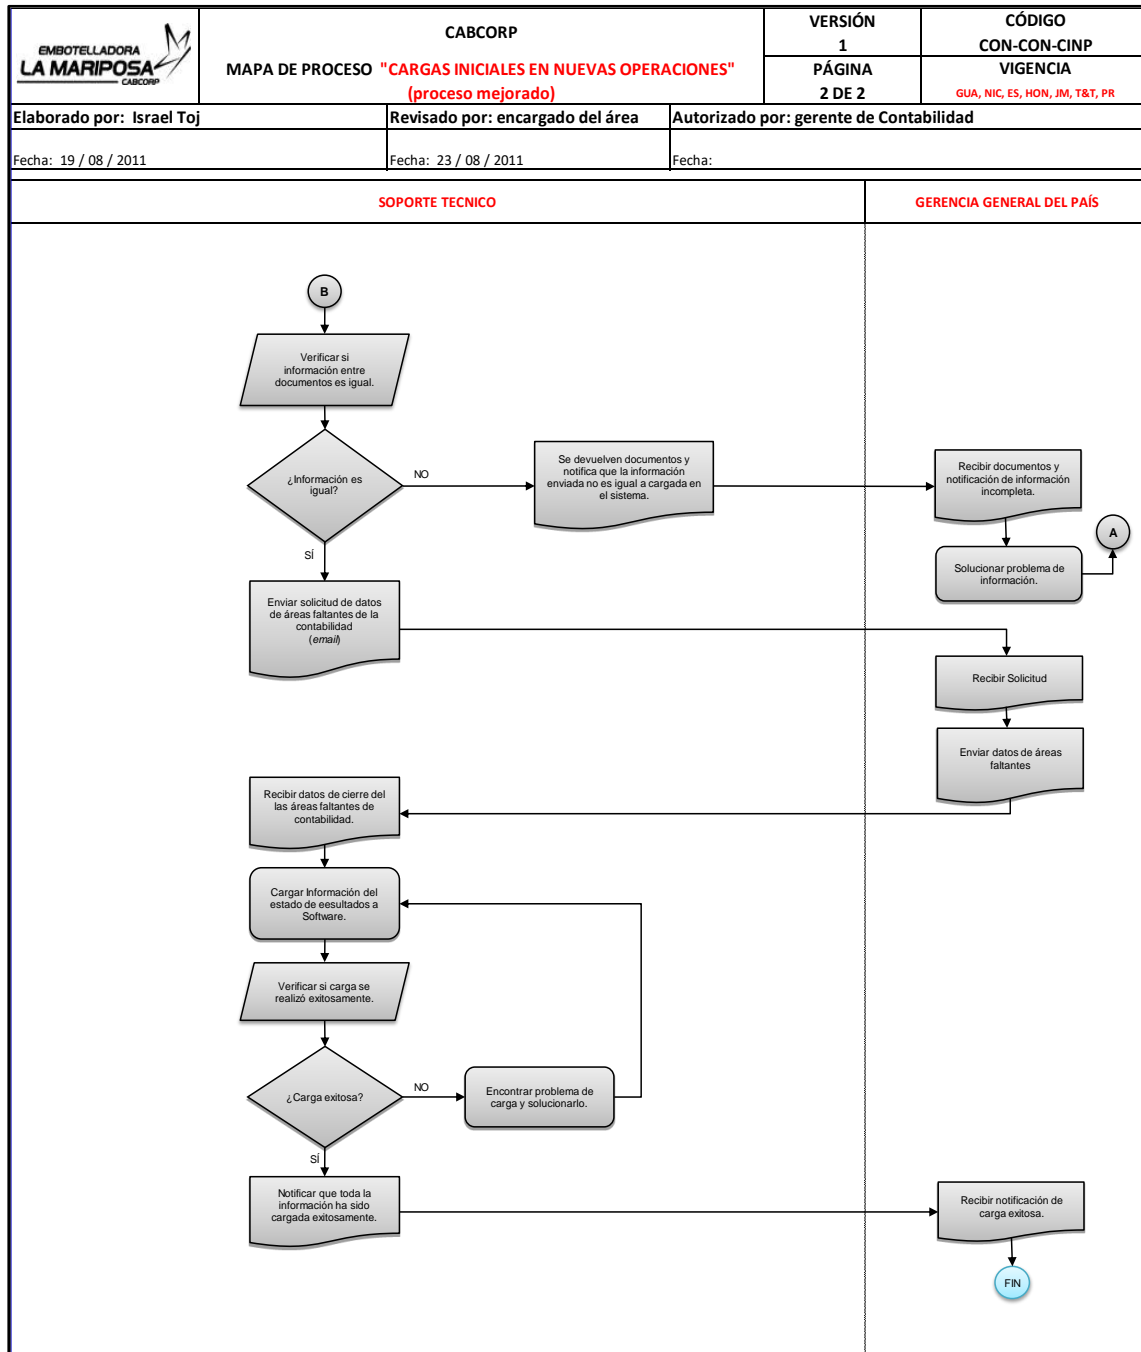 EMBOTELLADORA
LA MARIPOSA
CABCORP
CABCORP
MAPA DE PROCESO "CARGAS INICIALES EN NUEVAS OPERACIONES"
(proceso mejorado)
VERSIÓN
1
CÓDIGO
CON-CON-CINP
PÁGINA
2 DE 2
VIGENCIA
GUA, NIC, ES, HON, JM, T&T, PR
Elaborado por: Israel Toj
Revisado por: encargado del área
Autorizado por: gerente de Contabilidad
Fecha: 19 / 08 / 2011
Fecha: 23 / 08 / 2011
Fecha:
SOPORTE TECNICO
GERENCIA GENERAL DEL PAÍS
B
Verificar si
información entre
documentos es igual.
¿Información es
igual?
NO
Se devuelven documentos y
notifica que la información
enviada no es igual a cargada en
el sistema.
Recibir documentos y
notificación de información
incompleta.
A
SÍ
Solucionar problema de
información.
Enviar solicitud de datos
de áreas faltantes de la
contabilidad
(email)
Recibir Solicitud
Enviar datos de áreas
faltantes
Recibir datos de cierre del
las áreas faltantes de
contabilidad.
Cargar Información del
estado de eesultados a
Software.
Verificar si carga se
realizó exitosamente.
¿Carga exitosa?
NO
Encontrar problema de
carga y solucionarlo.
SÍ
Notificar que toda la
información ha sido
cargada exitosamente.
Recibir notificación de
carga exitosa.
FIN